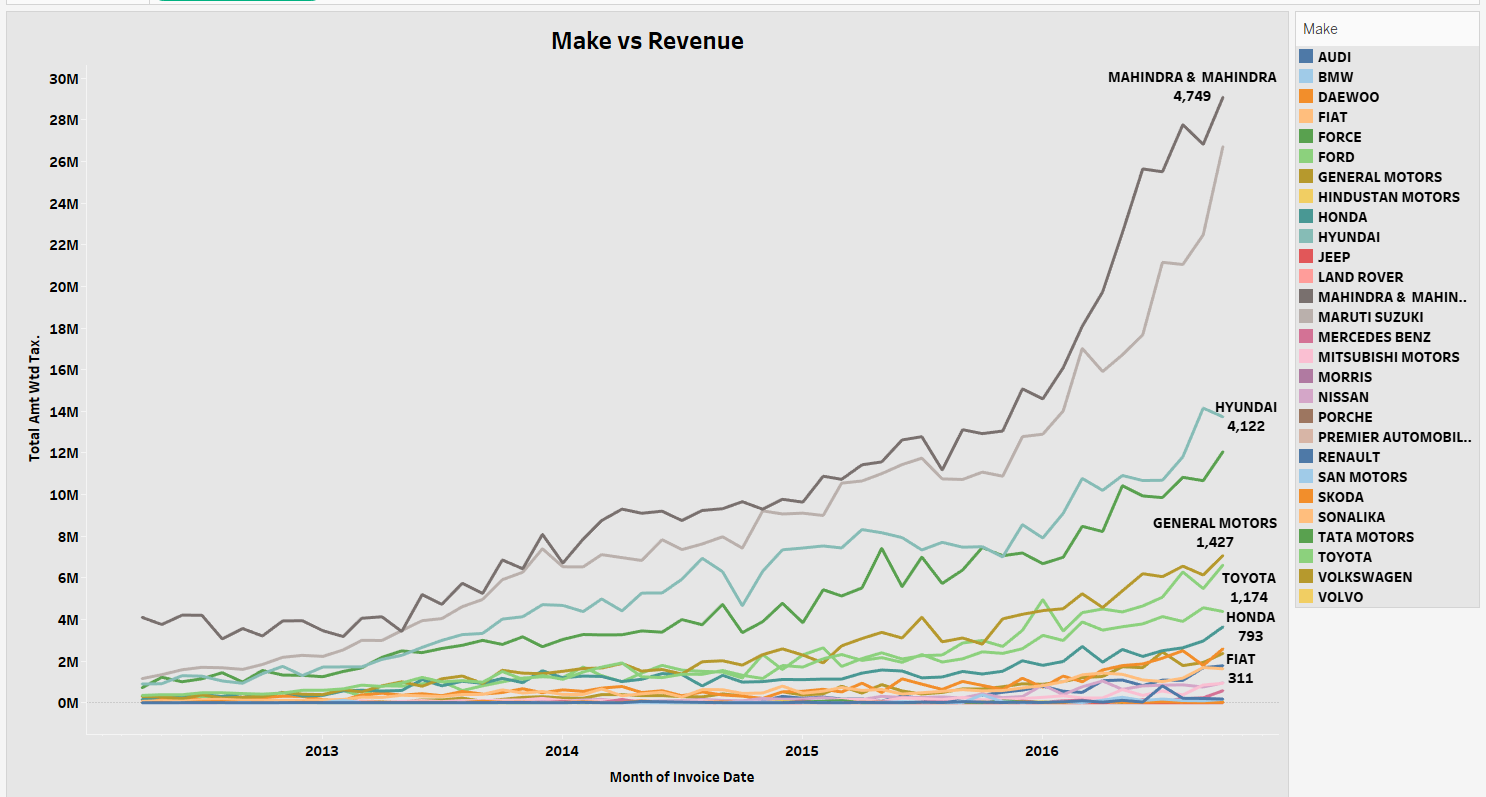 Make vs Revenue
Make
AUDI
BMW
DAEWOO
FIAT
FORCE
FORD
GENERAL MOTORS
HINDUSTAN MOTORS
HONDA
HYUNDAI
JEEP
LAND ROVER
MAHINDRA & MAHIN..
MARUTI SUZUKI
MERCEDES BENZ
MITSUBISHI MOTORS
MORRIS
NISSAN
PORCHE
PREMIER AUTOMOBIL..
RENAULT
SAN MOTORS
SKODA
SONALIKA
TATA MOTORS
TOYOTA
VOLKSWAGEN
VOLVO
Total Amt Wtd Tax.
30M
28M
26M
24M
22M
20M
18M
16M
14M
12M
10M
8M
6M
4M
2M
0M
MAHINDRA & MAHINDRA
4,749
HYUNDAI
4,122
GENERAL MOTORS
1,427
TOYOTA
1,174
HONDA
793
FIAT
311
2013
2014
2015
2016
Month of Invoice Date